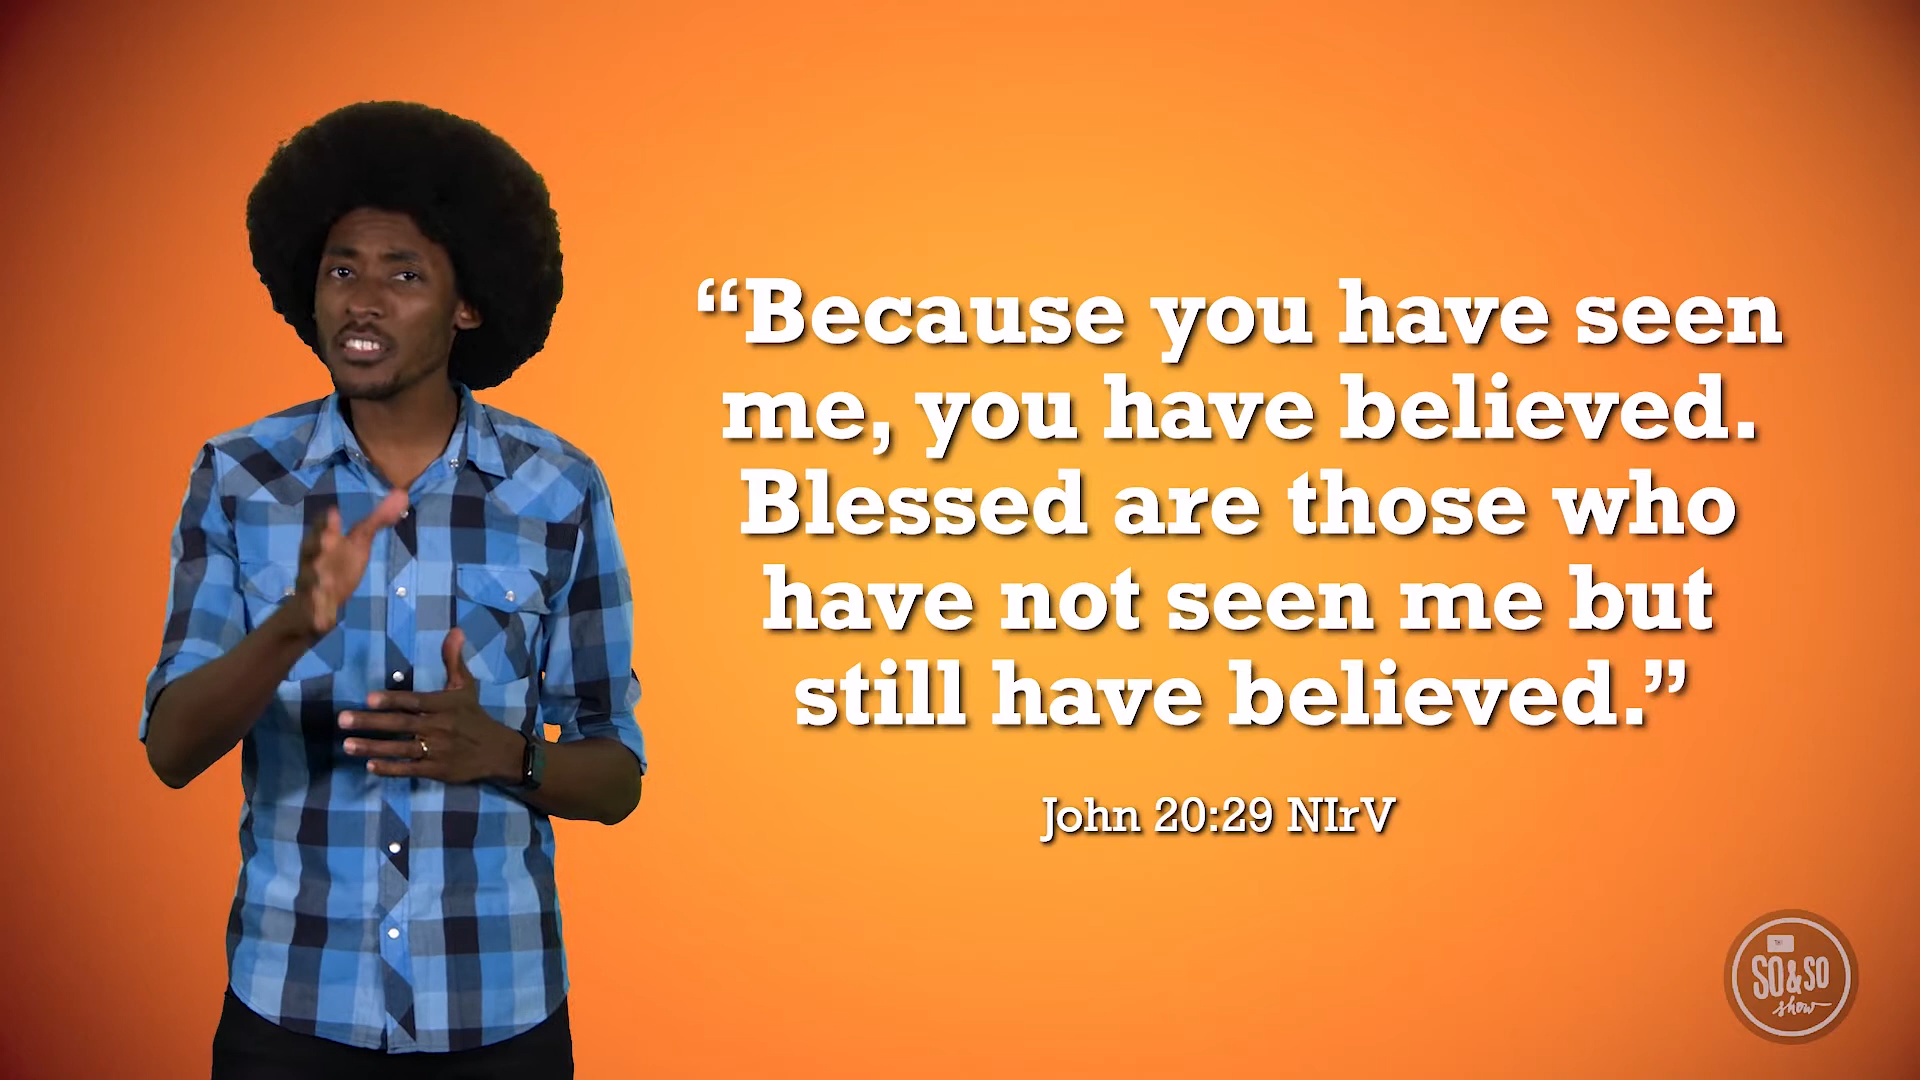 “Because you have seen
me, you have believed.
Blessed are those who
have not seen me but
still have believed.”
John 20:29 NIrV
SO & SO
show